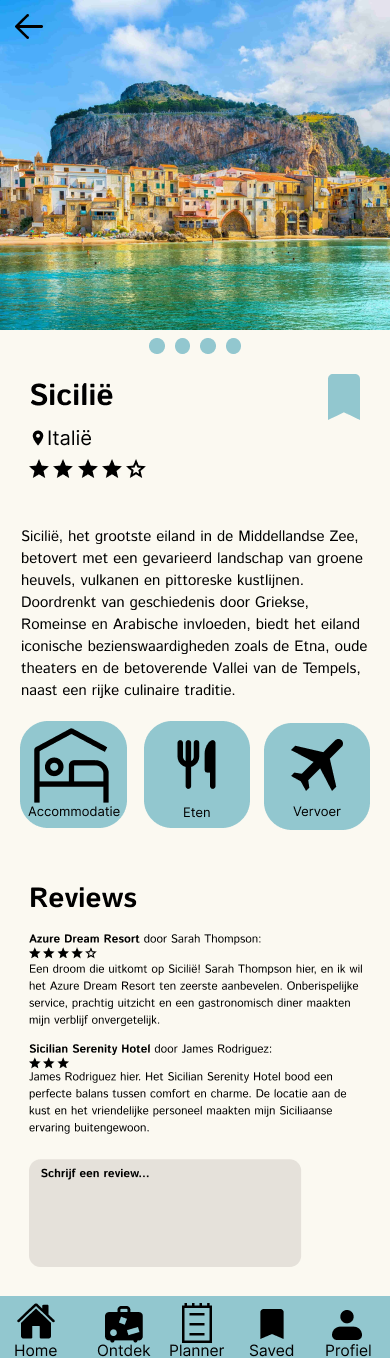 Sicilië
Italië
Sicilië, het grootste eiland in de Middellandse Zee,
betovert met een gevarieerd landschap van groene
heuvels, vulkanen en pittoreske kustlijnen.
Doordrenkt van geschiedenis door Griekse,
Romeinse en Arabische invloeden, biedt het eiland
iconische bezienswaardigheden zoals de Etna, oude
theaters en de betoverende Vallei van de Tempels,
naast een rijke culinaire traditie.
Accommodatie
Eten
Vervoer
Reviews
Azure Dream Resort door Sarah Thompson:
Een droom die uitkomt op Sicilië! Sarah Thompson hier, en ik wil
het Azure Dream Resort ten zeerste aanbevelen. Onberispelijke
service, prachtig uitzicht en een gastronomisch diner maakten
mijn verblijf onvergetelijk.
Sicilian Serenity Hotel door James Rodriguez:
James Rodriguez hier. Het Sicilian Serenity Hotel bood een
perfecte balans tussen comfort en charme. De locatie aan de
kust en het vriendelijke personeel maakten mijn Siciliaanse
ervaring buitengewoon.
Schrijf een review...
Home
Ontdek
Planner
Saved
Profiel